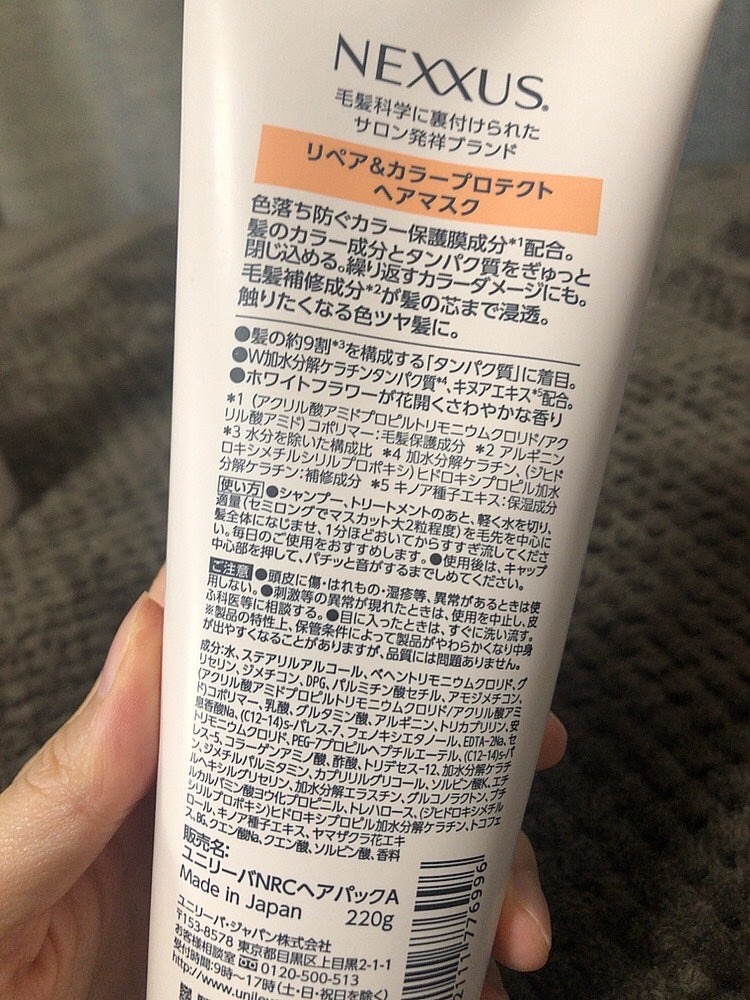 NEXXUS.
毛髪科学に裏付けられた
サロン発祥ブランド
リペア&カラープロテクト
ヘアマスク
色落ち防ぐカラー保護膜成分*1配合。
髪のカラー成分とタンパク質をぎゅっと
閉じ込める。繰り返すカラーダメージにも。
毛髪補修成分*2が髪の芯まで浸透。
触りたくなる色ツヤ髪に。
●髪の約9割*3を構成する「タンパク質」に着目。
●W加水分解ケラチンタンパク質*4、キヌアエキス*5配合。
●ホワイトフラワーが花開くさわやかな香り
*1 (アクリル酸アミドプロピルトリモニウムクロリド/アク
リル酸アミド)コポリマー:毛髪保護成分 *2 アルギニン
*3 水分を除いた構成比 *4 加水分解ケラチン、(ジヒド
ロキシメチルシリルプロポキシ)ヒドロキシプロピル加水
分解ケラチン:補修成分 *5 キノア種子エキス:保湿成分
使い方 ●シャンプー、トリートメントのあと、軽く水を切り、
適量(セミロングでマスカット大2粒程度)を毛先を中心に
髪全体になじませ、1分ほどおいてからすすぎ流してくださ
い。毎日のご使用をおすすめします。●使用後は、キャップ
中心部を押して、パチッと音がするまでしめてください。
ご注意 ●頭皮に傷・はれもの・湿疹等、異常があるときは使
用しない。●刺激等の異常が現れたときは、使用を中止し、皮
ふ科医等に相談する。●目に入ったときは、すぐに洗い流す。
※製品の特性上、保管条件によって製品がやわらかくなり中身
が出やすくなることがありますが、品質には問題ありません。
成分:水、ステアリルアルコール、ベヘントリモニウムクロリド、グ
リセリン、ジメチコン、DPG、パルミチン酸セチル、アモジメチコン、
(アクリル酸アミドプロピルトリモニウムクロリド/アクリル酸アミ
ド)コポリマー、乳酸、グルタミン酸、アルギニン、トリカプリリン、安
息香酸Na、(C12-14)s-パレス-7、フェノキシエタノール、EDTA-2Na、セ
トリモニウムクロリド、PEG-7プロピルヘプチルエーテル、(C12-14)s-パ
レス-5、コラーゲンアミノ酸、酢酸、トリデセス-12、加水分解ケラチ
ン、ジメチルパルミタミン、カプリリルグリコール、ソルビン酸K、エチ
ルヘキシルグリセリン、加水分解エラスチン、グルコノラクトン、ブチ
ルカルバミン酸ヨウ化プロピニル、トレハロース、(ジヒドロキシメチル
シリルプロポキシ)ヒドロキシプロピル加水分解ケラチン、トコフェ
ロール、キノア種子エキス、ヤマザクラ花エキ
ス、BG、クエン酸Na、クエン酸、ソルビン酸、香料
販売名:
ユニリーバNRCヘアパックA
Made in Japan 220g
ユニリーバ・ジャパン株式会社
〒153-8578 東京都目黒区上目黒2-1-1
お客様相談室 0120-500-513
受付時間:9時〜17時(土・日・祝日を除く)
http://www.unilev